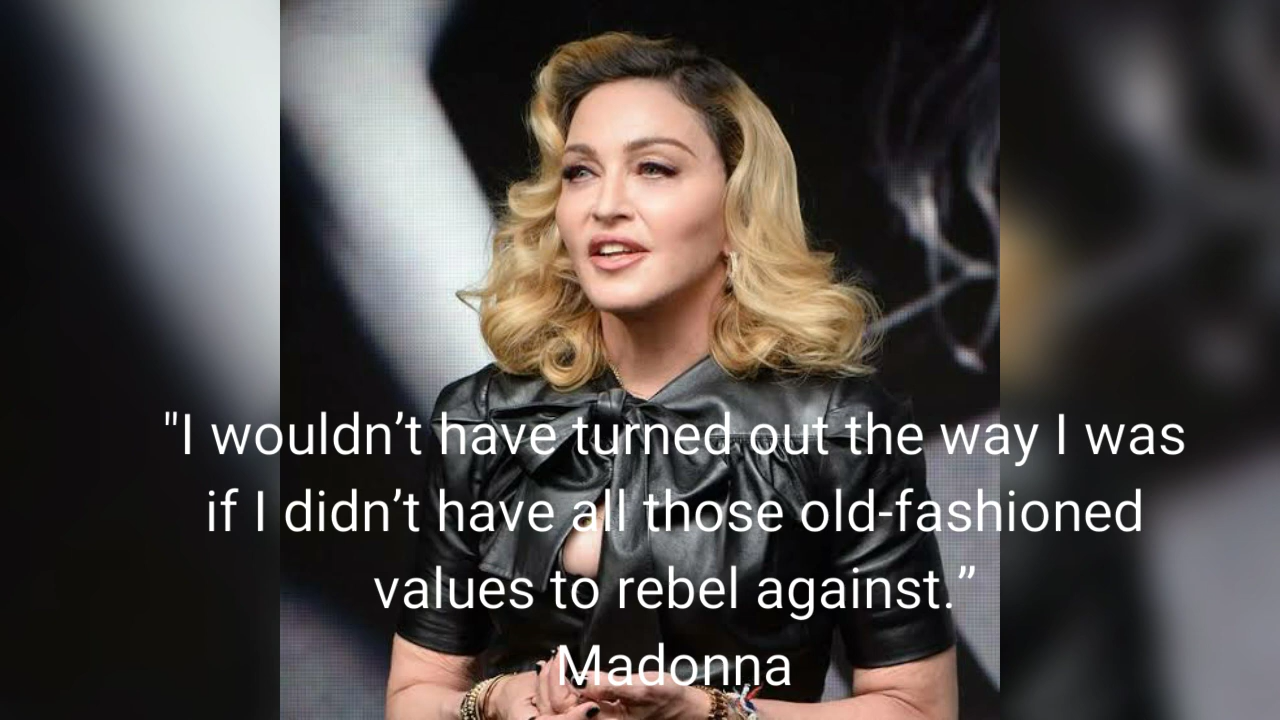 "I wouldn’t have turned out the way I was
if I didn’t have all those old-fashioned
values to rebel against.”
Madonna